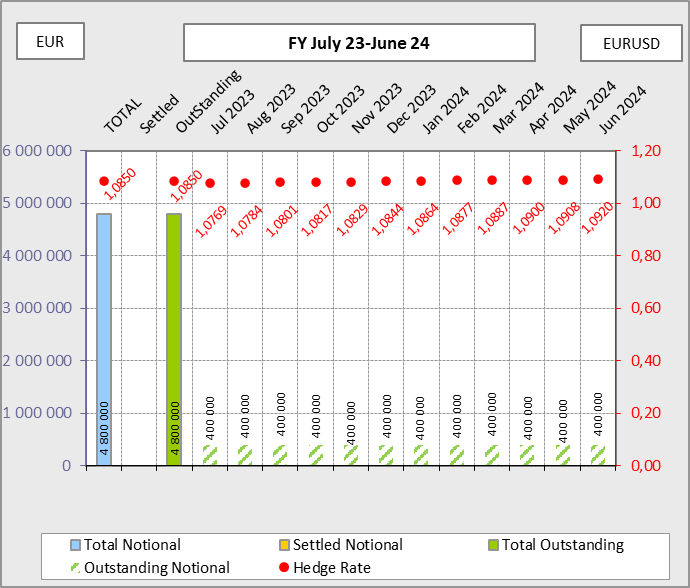 EUR
FY July 23-June 24
EURUSD
TOTAL
Settled
OutStanding
Jul 2023
Aug 2023
Sep 2023
Oct 2023
Nov 2023
Dec 2023
Jan 2024
Feb 2024
Mar 2024
Apr 2024
May 2024
Jun 2024
6 000 000
5 000 000
4 000 000
3 000 000
2 000 000
1 000 000
0
1,20
1,00
0,80
0,60
0,40
0,20
0,00
1,0850
1,0850
1,0769
1,0784
1,0801
1,0817
1,0829
1,0844
1,0864
1,0877
1,0887
1,0900
1,0908
1,0920
4 800 000
4 800 000
400 000
400 000
400 000
400 000
400 000
400 000
400 000
400 000
400 000
400 000
400 000
400 000
Total Notional
Settled Notional
Total Outstanding
Outstanding Notional
Hedge Rate